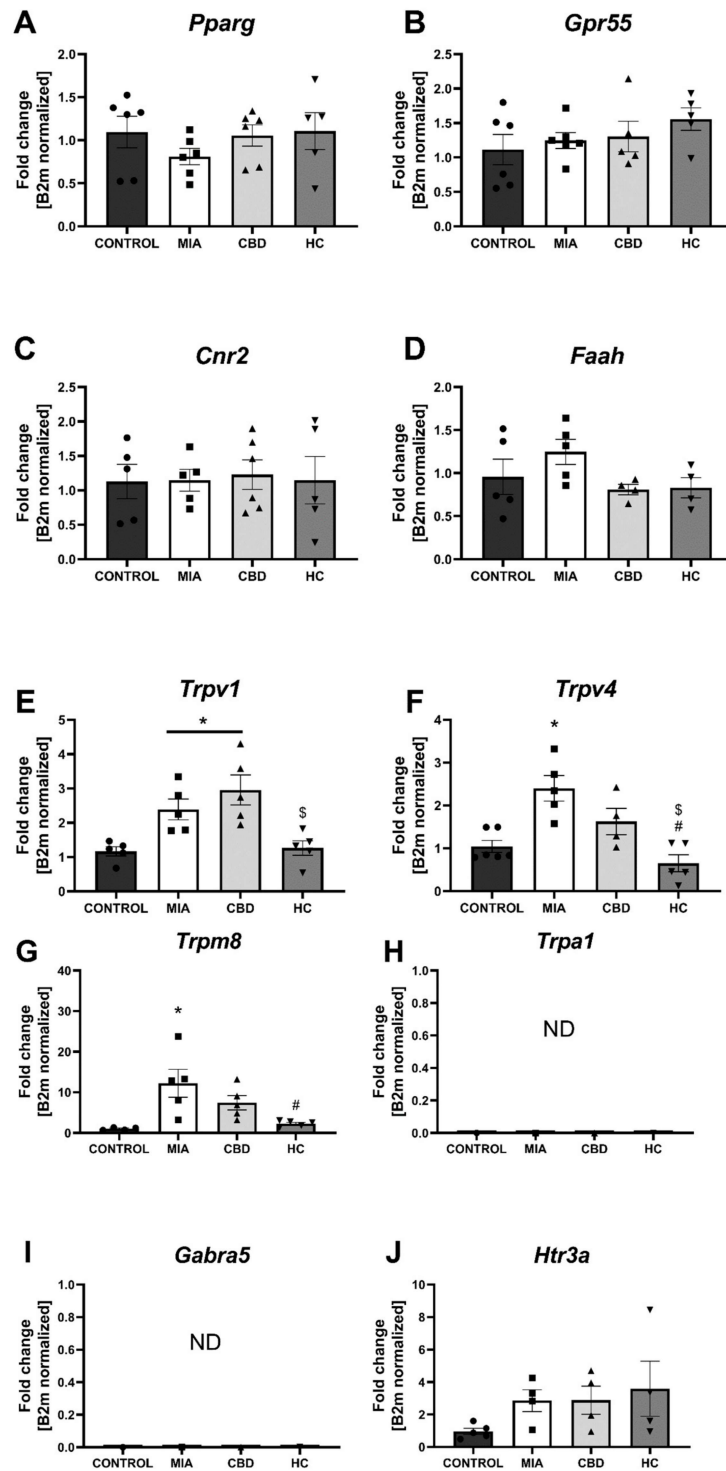 A
Pparg
Fold change
[B2m normalized]
2.0
1.5
1.0
0.5
0.0
CONTROL MIA CBD HC
B
Gpr55
Fold change
[B2m normalized]
2.5
2.0
1.5
1.0
0.5
0.0
CONTROL MIA CBD HC
C
Cnr2
Fold change
[B2m normalized]
2.5
2.0
1.5
1.0
0.5
0.0
CONTROL MIA CBD HC
D
Faah
Fold change
[B2m normalized]
2.0
1.5
1.0
0.5
0.0
CONTROL MIA CBD HC
E
Trpv1
Fold change
[B2m normalized]
5
4
3
2
1
0
*
$
CONTROL MIA CBD HC
F
Trpv4
Fold change
[B2m normalized]
4
3
2
1
0
*
$
#
CONTROL MIA CBD HC
G
Trpm8
Fold change
[B2m normalized]
40
30
20
10
0
*
#
CONTROL MIA CBD HC
H
Trpa1
Fold change
[B2m normalized]
1.0
0.8
0.6
0.4
0.2
0.0
ND
CONTROL MIA CBD HC
I
Gabra5
Fold change
[B2m normalized]
1.0
0.8
0.6
0.4
0.2
0.0
ND
CONTROL MIA CBD HC
J
Htr3a
Fold change
[B2m normalized]
10
8
6
4
2
0
CONTROL MIA CBD HC